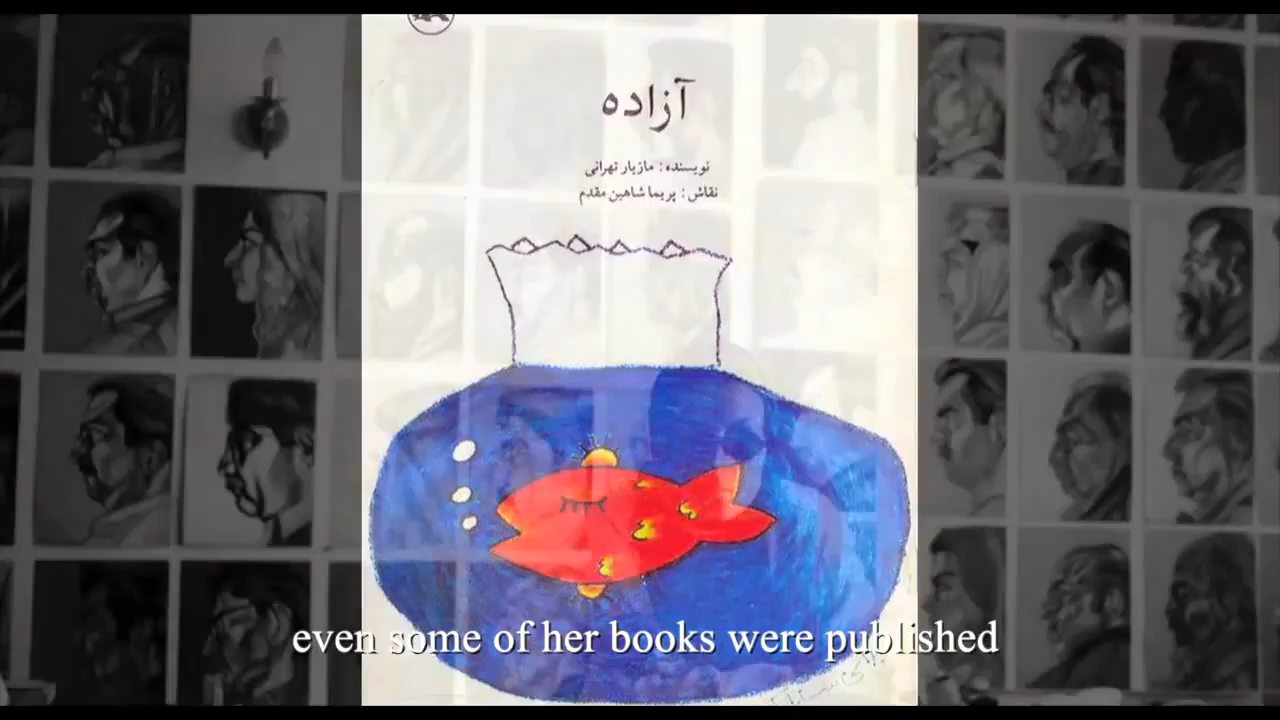 آزاده
نویسنده: مازیار تهرانی
نقاش: پریما شاهین مقدم
even some of her books were published